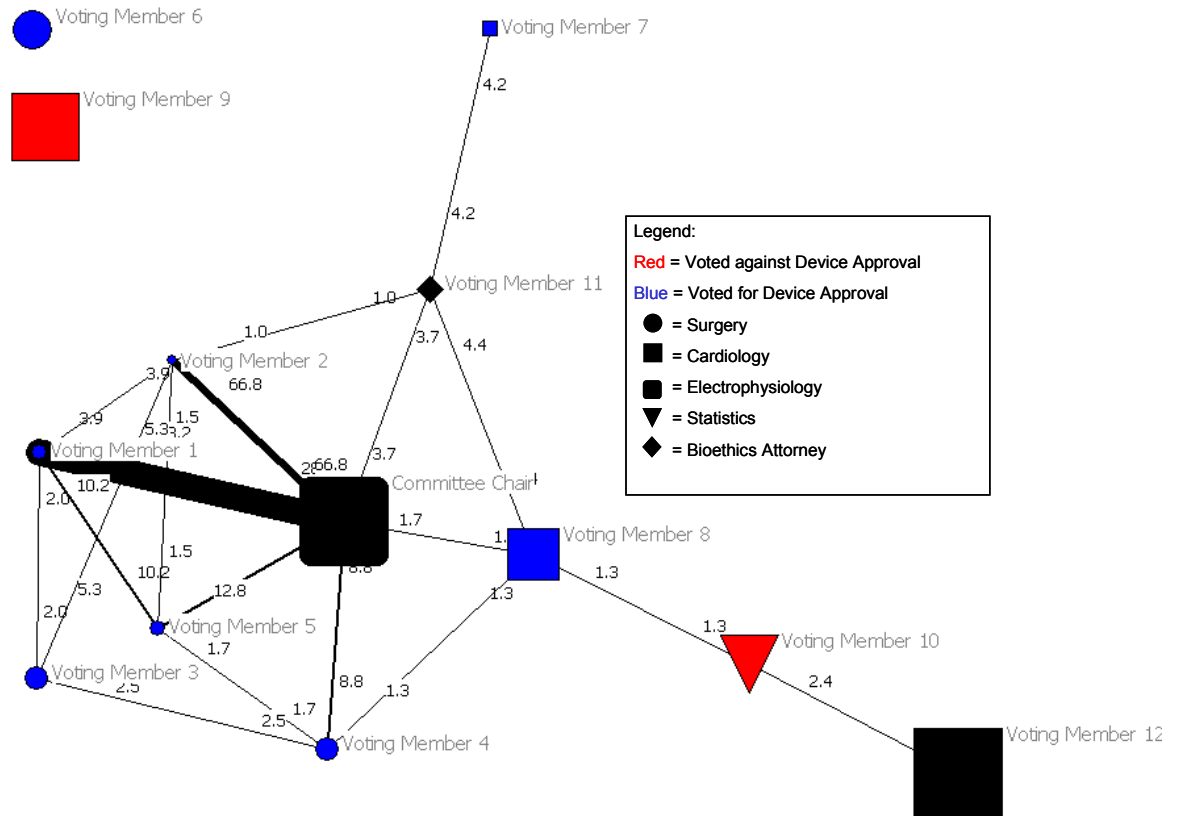 Voting Member 6
Voting Member 7
4.2
Voting Member 9
4.2
Legend:
Red = Voted against Device Approval
Blue = Voted for Device Approval
= Surgery
= Cardiology
= Electrophysiology
= Statistics
= Bioethics Attorney
Voting Member 11
1.0
1.0
3.7
4.4
Voting Member 2
3.9
66.8
3.9
1.5
5.3
Voting Member 1
3.7
66.8
10.2
2.0
Committee Chair
1.7
Voting Member 8
1.5
10.2
8.8
1.3
5.3
12.8
1.3
2.0
Voting Member 5
1.3
Voting Member 10
1.7
Voting Member 3
2.5
8.8
1.3
2.4
1.7
2.5
Voting Member 4
Voting Member 12